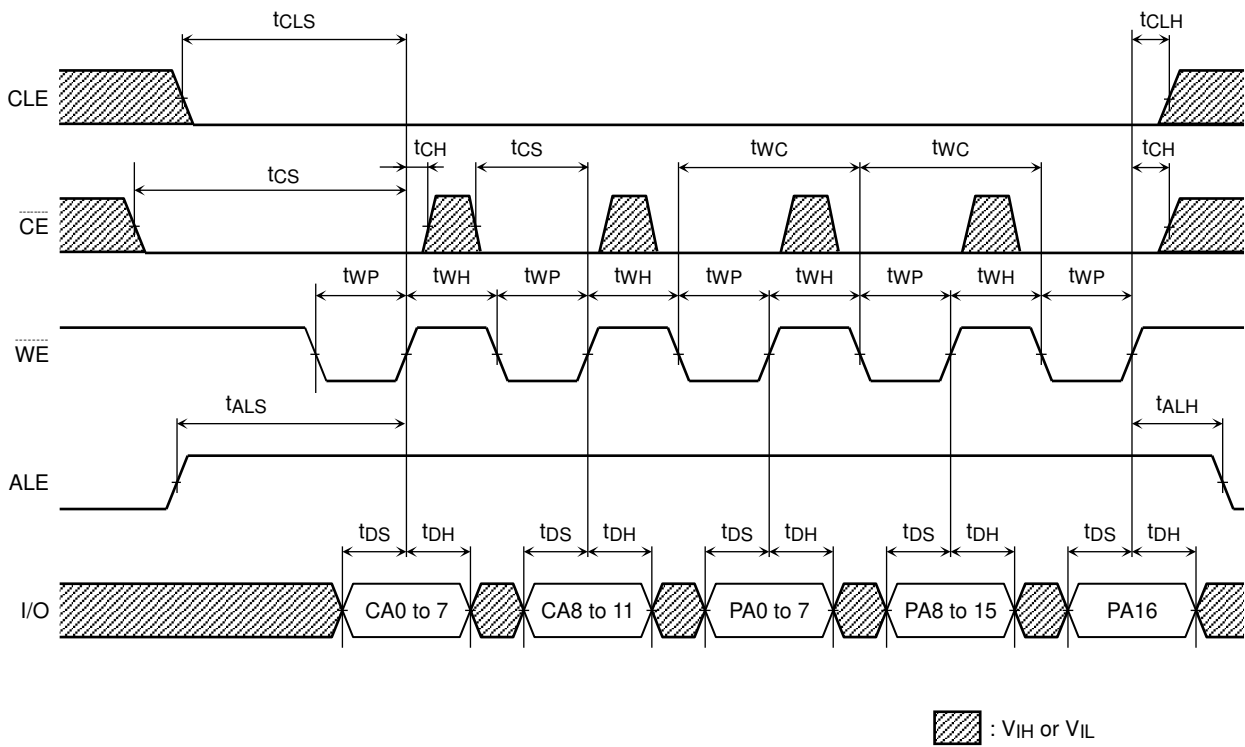 tCLS tCLH
CLE
tCH tCS tWC tWC tCH
tCS
CE
tWP tWH tWP tWH tWP tWH tWP tWH tWP
WE
tALS tALH
ALE
tDS tDH tDS tDH tDS tDH tDS tDH tDS tDH
I/O CA0 to 7 CA8 to 11 PA0 to 7 PA8 to 15 PA16
: VIH or VIL